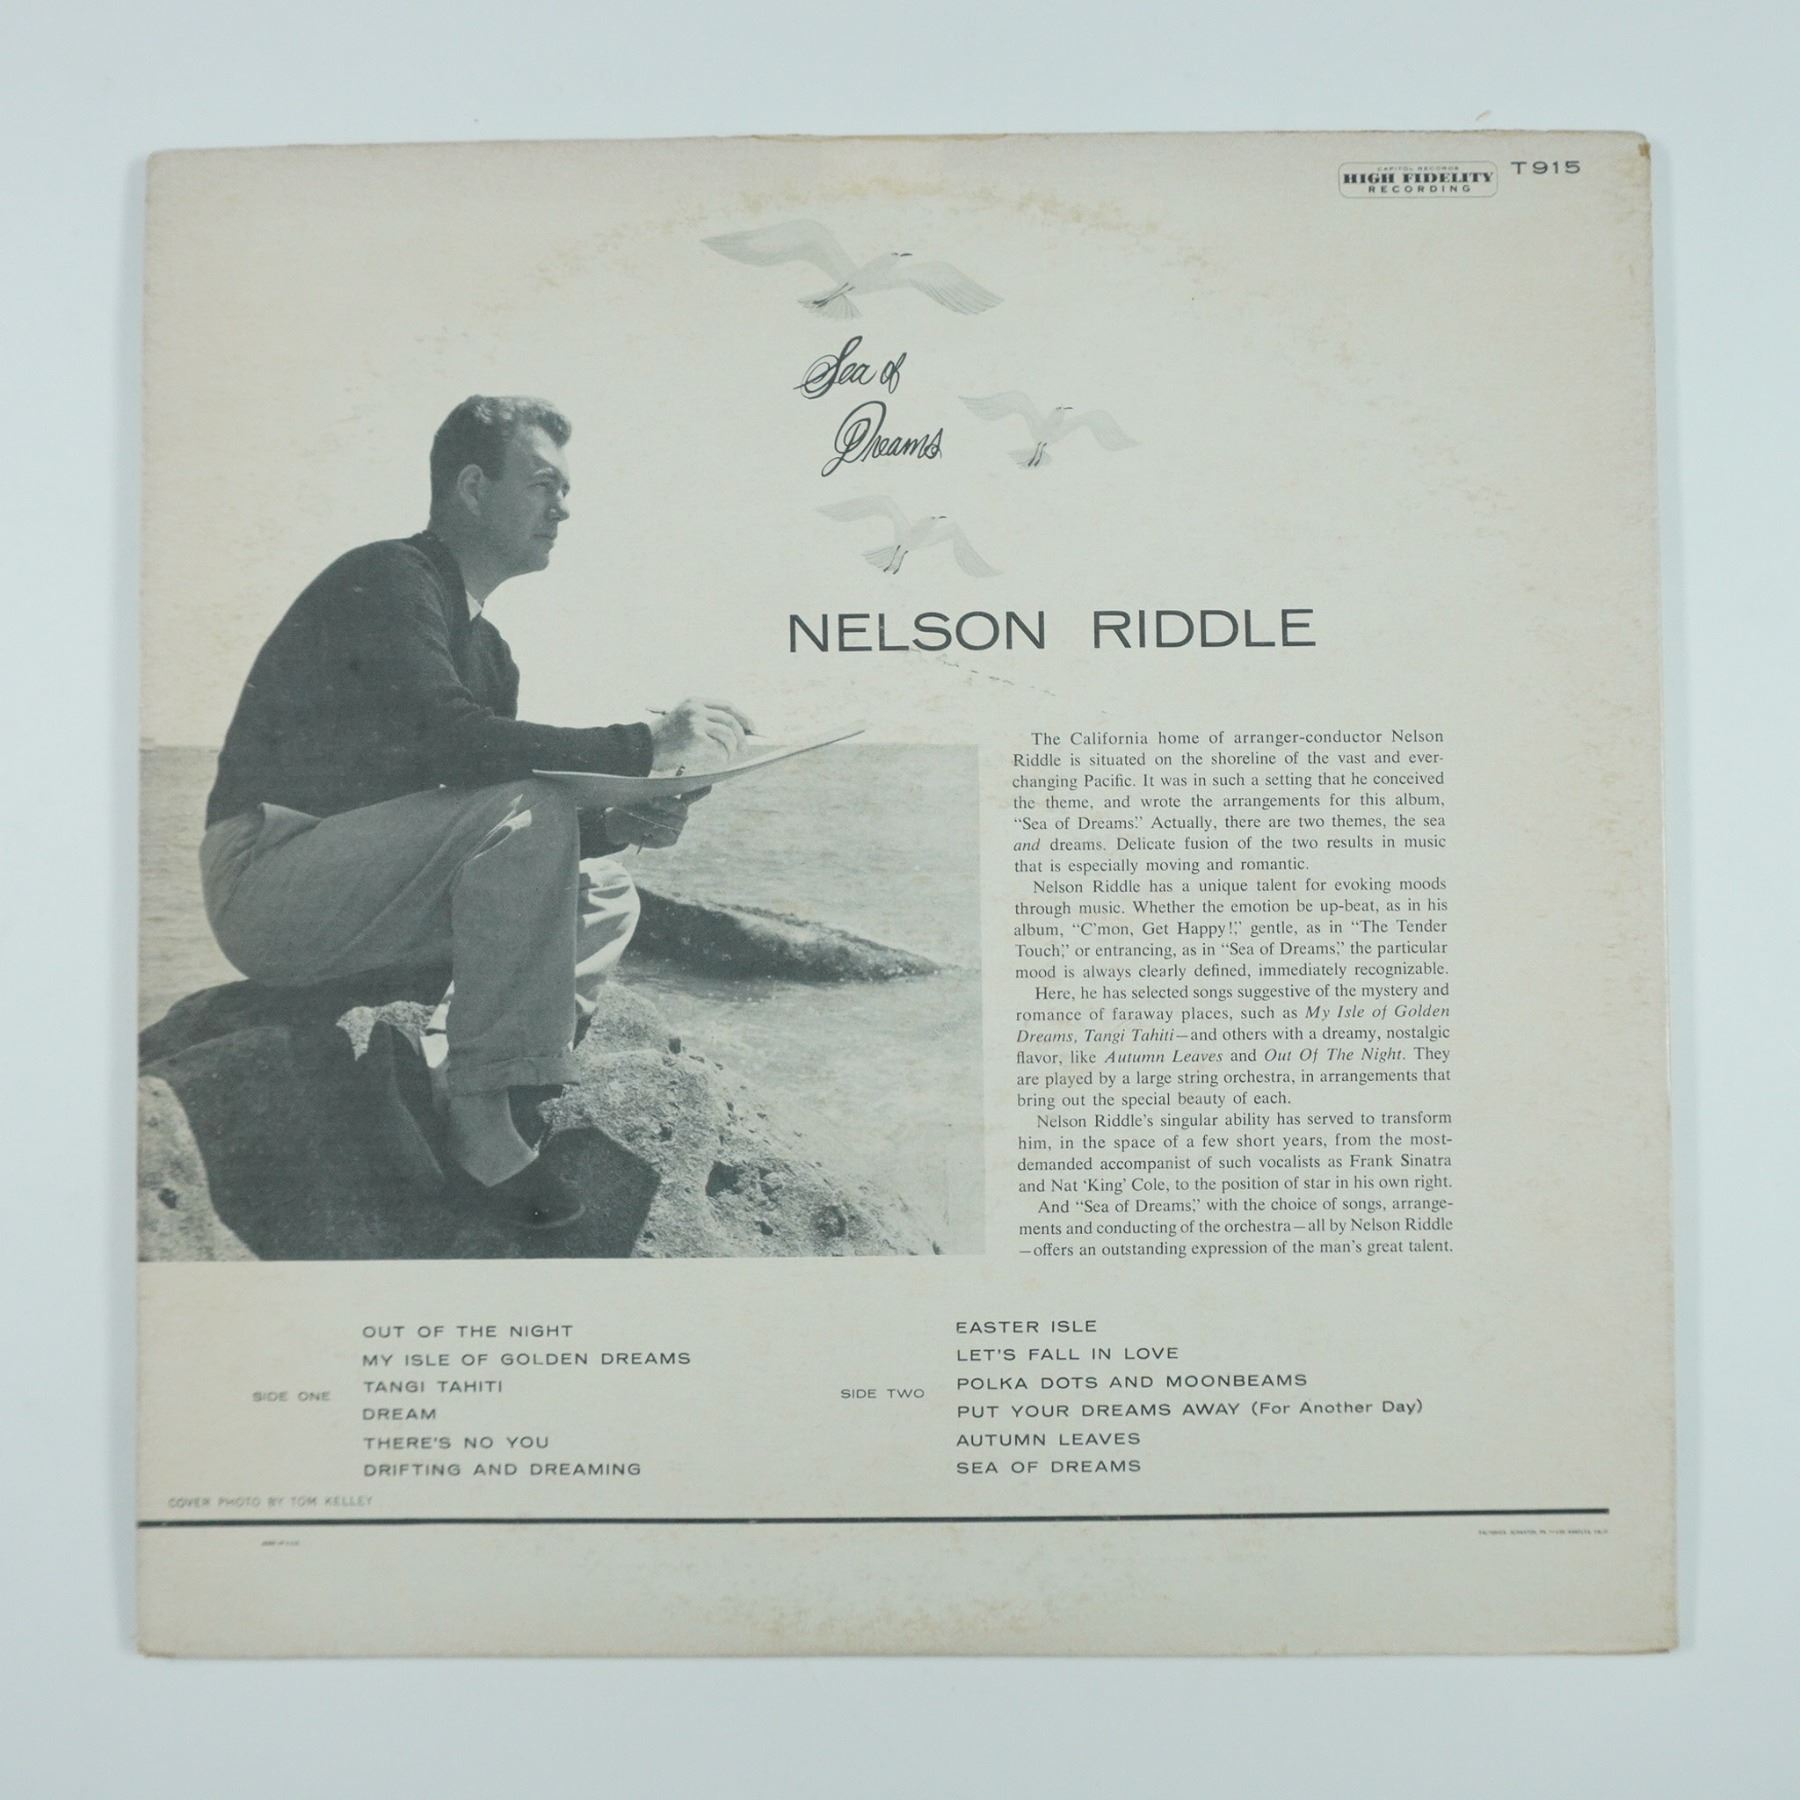 CAPITOL RECORDS
HIGH FIDELITY
RECORDING
T915
Sea of
Dreams
NELSON RIDDLE
The California home of arranger-conductor Nelson
Riddle is situated on the shoreline of the vast and ever-
changing Pacific. It was in such a setting that he conceived
the theme, and wrote the arrangements for this album,
“Sea of Dreams.” Actually, there are two themes, the sea
and dreams. Delicate fusion of the two results in music
that is especially moving and romantic.
Nelson Riddle has a unique talent for evoking moods
through music. Whether the emotion be up-beat, as in his
album, “C’mon, Get Happy!,” gentle, as in “The Tender
Touch,” or entrancing, as in “Sea of Dreams,” the particular
mood is always clearly defined, immediately recognizable.
Here, he has selected songs suggestive of the mystery and
romance of faraway places, such as My Isle of Golden
Dreams, Tangi Tahiti—and others with a dreamy, nostalgic
flavor, like Autumn Leaves and Out Of The Night. They
are played by a large string orchestra, in arrangements that
bring out the special beauty of each.
Nelson Riddle’s singular ability has served to transform
him, in the space of a few short years, from the most-
demanded accompanist of such vocalists as Frank Sinatra
and Nat ‘King’ Cole, to the position of star in his own right.
And “Sea of Dreams,” with the choice of songs, arrange-
ments and conducting of the orchestra—all by Nelson Riddle
—offers an outstanding expression of the man’s great talent.
SIDE ONE
OUT OF THE NIGHT
MY ISLE OF GOLDEN DREAMS
TANGI TAHITI
DREAM
THERE'S NO YOU
DRIFTING AND DREAMING
SIDE TWO
EASTER ISLE
LET'S FALL IN LOVE
POLKA DOTS AND MOONBEAMS
PUT YOUR DREAMS AWAY (For Another Day)
AUTUMN LEAVES
SEA OF DREAMS
COVER PHOTO BY TOM KELLEY